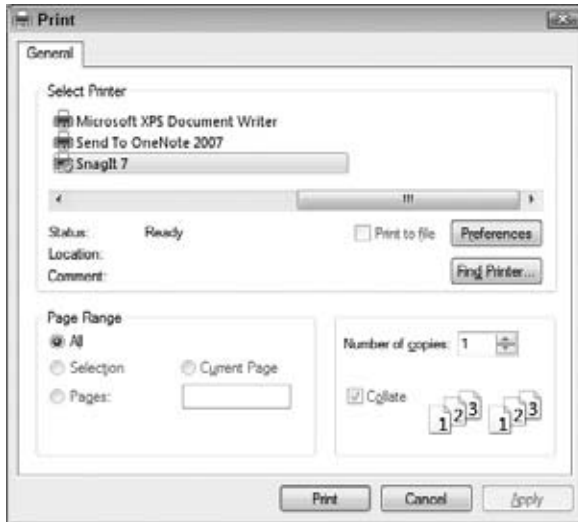 Print
General
Select Printer
Microsoft XPS Document Writer
Send To OneNote 2007
SnagIt 7
Status: Ready
Print to file
Preferences
Location:
Comment:
Find Printer...
Page Range
All
Selection
Current Page
Pages:
Number of copies: 1
Collate
1 2 3 1 2 3
Print
Cancel
Apply